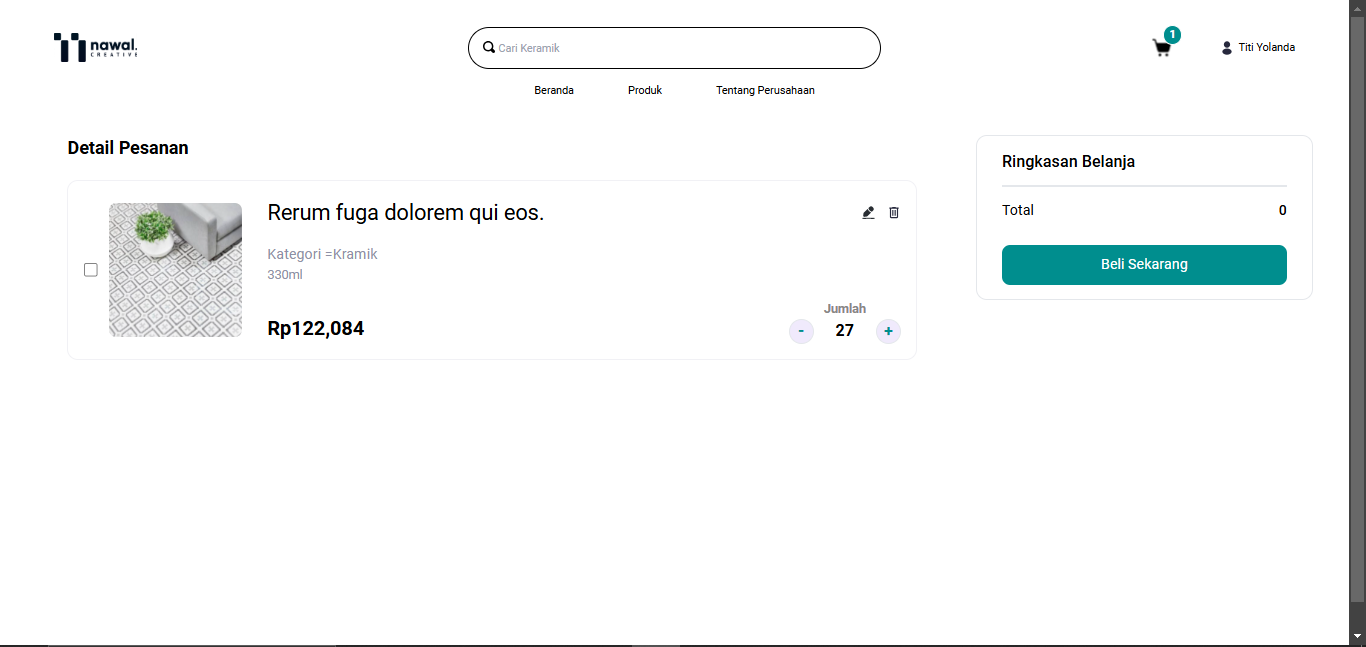 nawal.
CREATIVE
Cari Keramik
1
Titi Yolanda
Beranda
Produk
Tentang Perusahaan
Detail Pesanan
Rerum fuga dolorem qui eos.
Kategori =Kramik
330ml
Rp122,084
Jumlah
- 27 +
Ringkasan Belanja
Total 0
Beli Sekarang